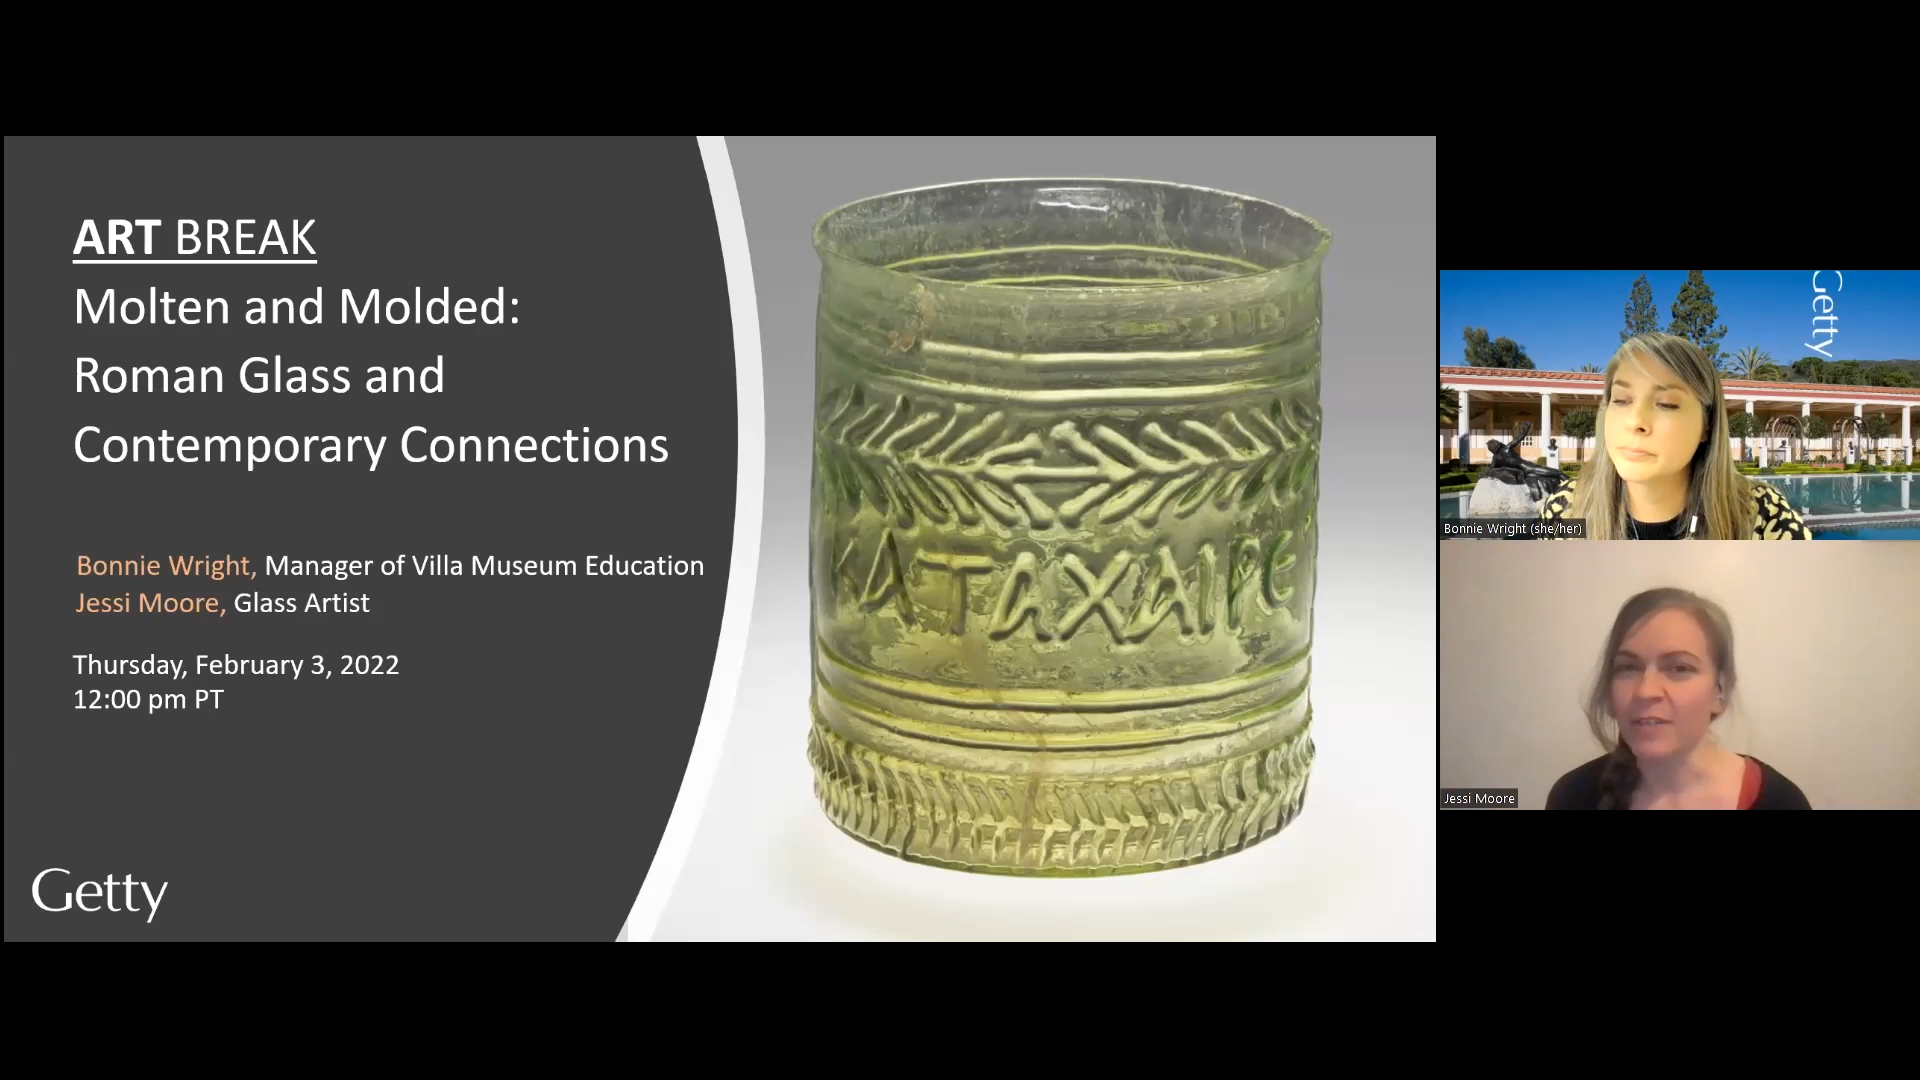 ART BREAK
Molten and Molded:
Roman Glass and
Contemporary Connections
Bonnie Wright, Manager of Villa Museum Education
Jessi Moore, Glass Artist
Thursday, February 3, 2022
12:00 pm PT
Getty
ΚΑΤΑΧΑΙΡΕ
Getty
Bonnie Wright (she/her)
Jessi Moore